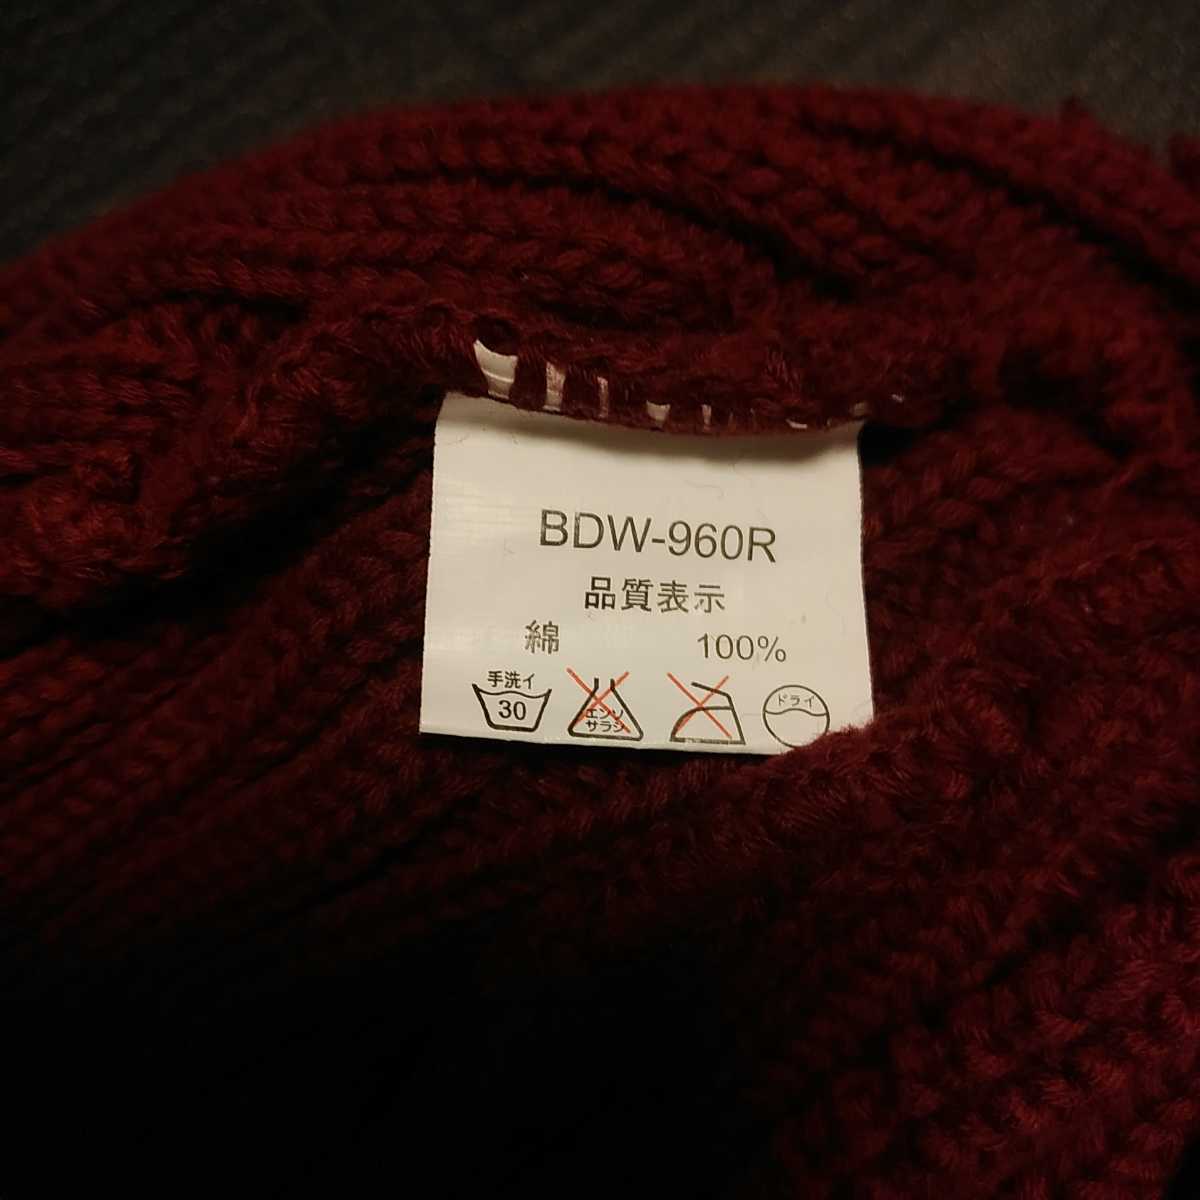 BDW-960R
品質表示
綿 100%
手洗イ
30
エンソ
サラシ
ドライ